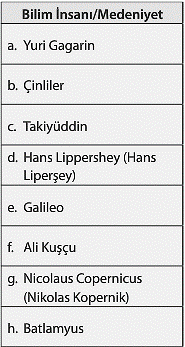 Bilim İnsanı/Medeniyet
a. Yuri Gagarin
b. Çinliler
c. Takiyüddin
d. Hans Lippershey (Hans
Liperşey)
e. Galileo
f. Ali Kuşçu
g. Nicolaus Copernicus
(Nikolas Kopernik)
h. Batlamyus